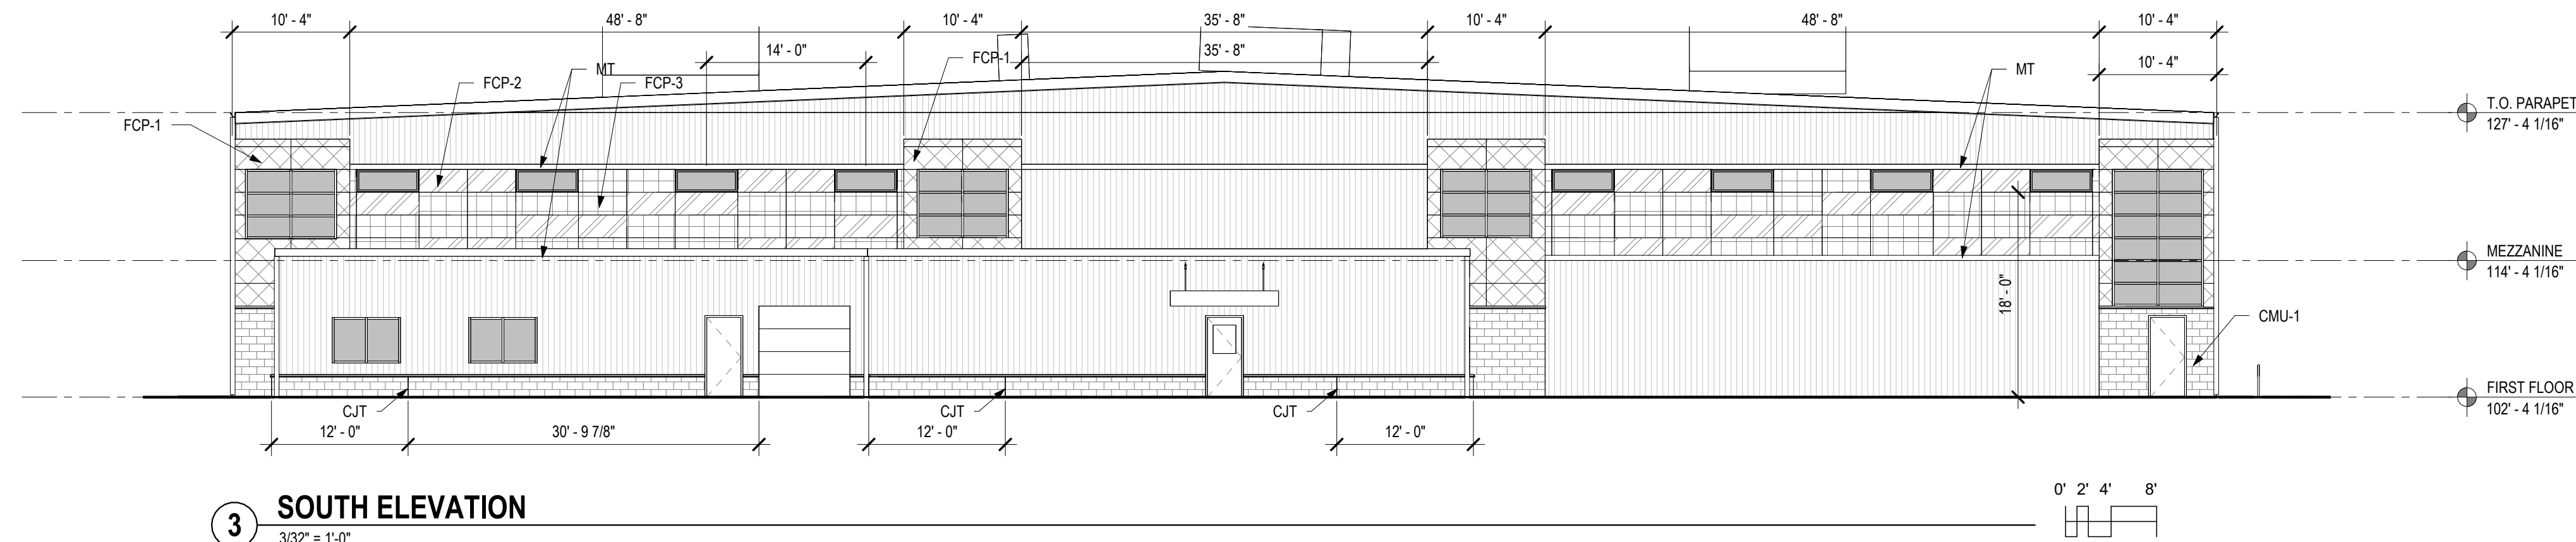 10' - 4" 48' - 8" 10' - 4" 35' - 8" 10' - 4" 48' - 8" 10' - 4"
14' - 0" 35' - 8" 10' - 4"
FCP-1
FCP-2 MT FCP-3 MT
T.O. PARAPET
127' - 4 1/16"
FCP-1
MEZZANINE
114' - 4 1/16"
18' - 0"
CMU-1
FIRST FLOOR
102' - 4 1/16"
CJT CJT CJT
12' - 0" 30' - 9 7/8" 12' - 0" 12' - 0"
0' 2' 4' 8'
3 SOUTH ELEVATION
3/32" = 1'-0"